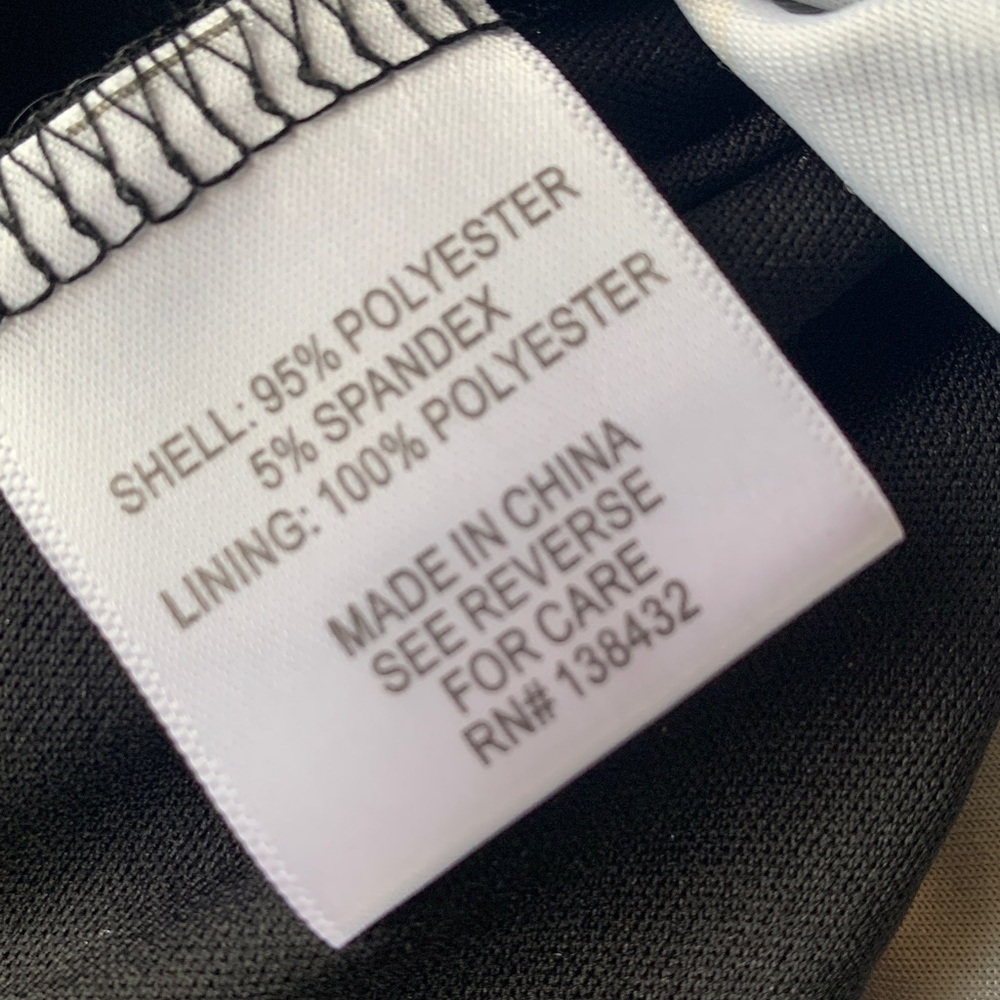 SHELL: 95% POLYESTER
5% SPANDEX
LINING: 100% POLYESTER
MADE IN CHINA
SEE REVERSE
FOR CARE
RN# 138432